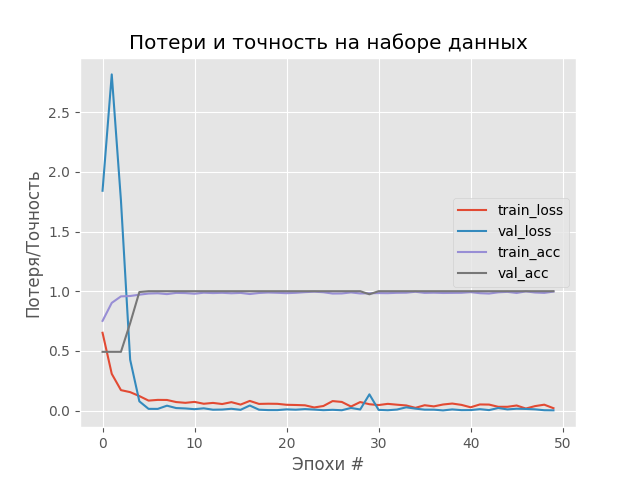 Потери и точность на наборе данных
Потеря/Точность
2.5
2.0
1.5
1.0
0.5
0.0
train_loss
val_loss
train_acc
val_acc
0
10
20
30
40
50
Эпохи #